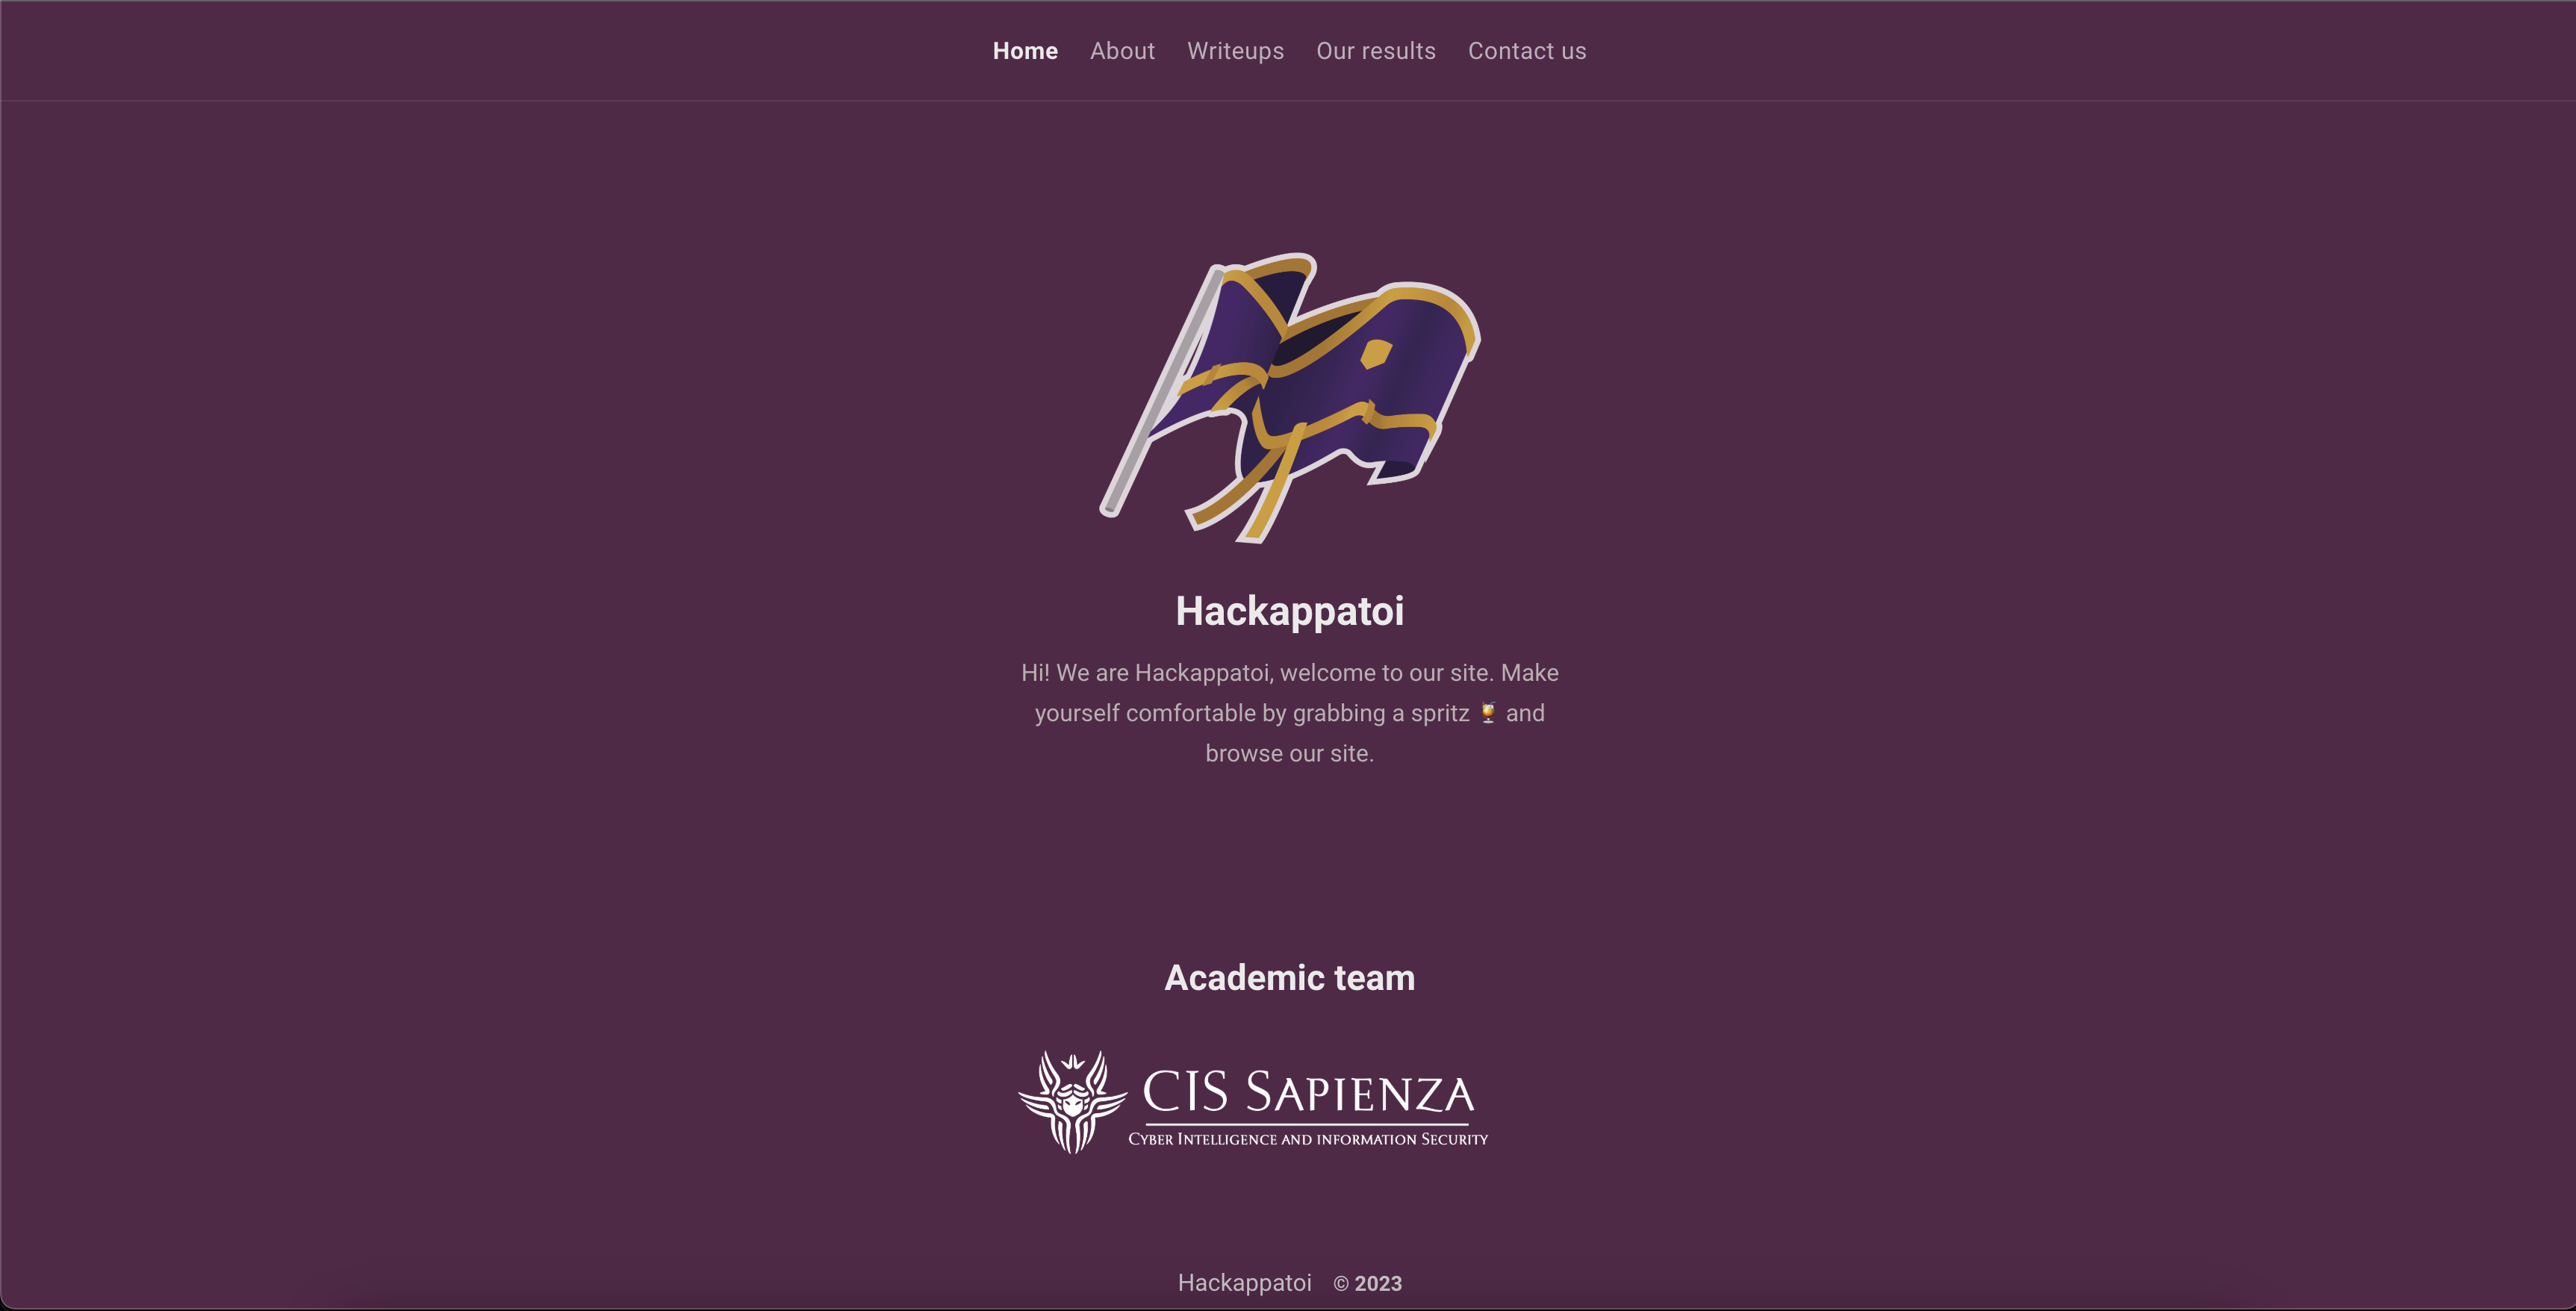 Home About Writeups Our results Contact us
Hackappatoi
Hi! We are Hackappatoi, welcome to our site. Make
yourself comfortable by grabbing a spritz 🍹 and
browse our site.
Academic team
CIS SAPIENZA
CYBER INTELLIGENCE AND INFORMATION SECURITY
Hackappatoi © 2023